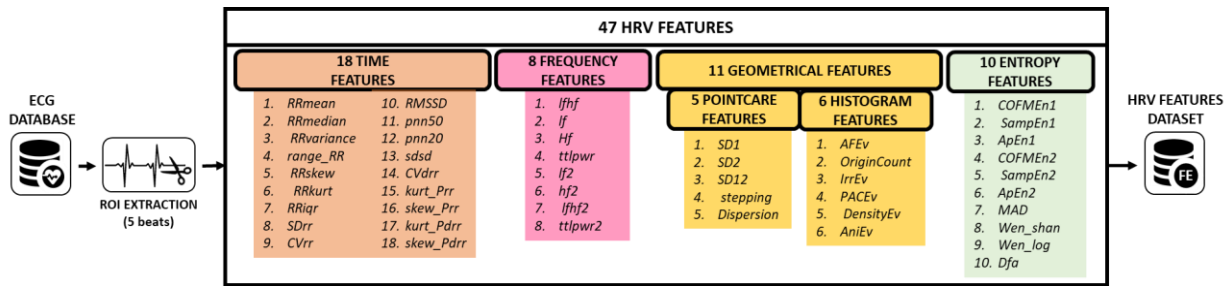 47 HRV FEATURES
ECG
DATABASE
ROI EXTRACTION
(5 beats)
18 TIME
FEATURES
1. RRmean
2. RRmedian
3. RRvariance
4. range_RR
5. RRskew
6. RRkurt
7. RRiqr
8. SDrr
9. CVrr
10. RMSSD
11. pnn50
12. pnn20
13. sdsd
14. CVdrr
15. kurt_Prr
16. skew_Prr
17. kurt_Pdrr
18. skew_Pdrr
8 FREQUENCY
FEATURES
1. lfhf
2. lf
3. Hf
4. ttlpwr
5. lf2
6. hf2
7. lfhf2
8. ttlpwr2
11 GEOMETRICAL FEATURES
5 POINTCARE
FEATURES
1. SD1
2. SD2
3. SD12
4. stepping
5. Dispersion
6 HISTOGRAM
FEATURES
1. AFEv
2. OriginCount
3. IrrEv
4. PACEv
5. DensityEv
6. AniEv
10 ENTROPY
FEATURES
1. COFMEn1
2. SampEn1
3. ApEn1
4. COFMEn2
5. SampEn2
6. ApEn2
7. MAD
8. Wen_shan
9. Wen_log
10. Dfa
HRV FEATURES
DATASET
FE